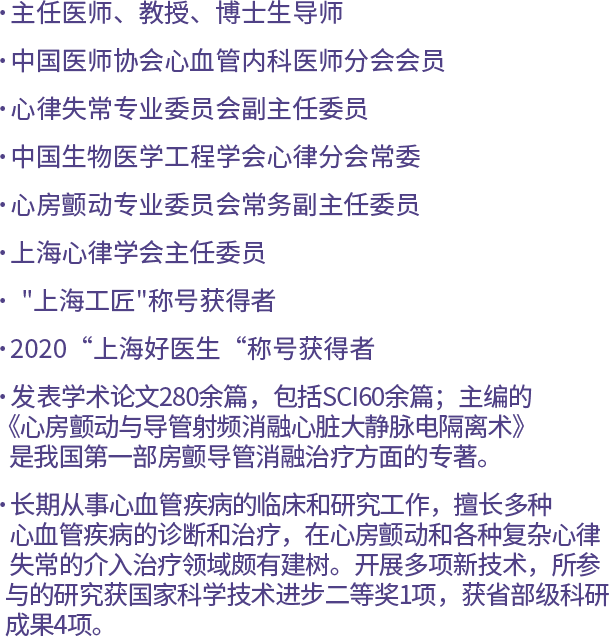 ·主任医师、教授、博士生导师
·中国医师协会心血管内科医师分会会员
·心律失常专业委员会副主任委员
·中国生物医学工程学会心律分会常委
·心房颤动专业委员会常务副主任委员
·上海心律学会主任委员
· "上海工匠"称号获得者
·2020“上海好医生“称号获得者
·发表学术论文280余篇，包括SCI60余篇；主编的
《心房颤动与导管射频消融心脏大静脉电隔离术》
是我国第一部房颤导管消融治疗方面的专著。
·长期从事心血管疾病的临床和研究工作，擅长多种
心血管疾病的诊断和治疗，在心房颤动和各种复杂心律
失常的介入治疗领域颇有建树。开展多项新技术，所参
与的研究获国家科学技术进步二等奖1项，获省部级科研
成果4项。